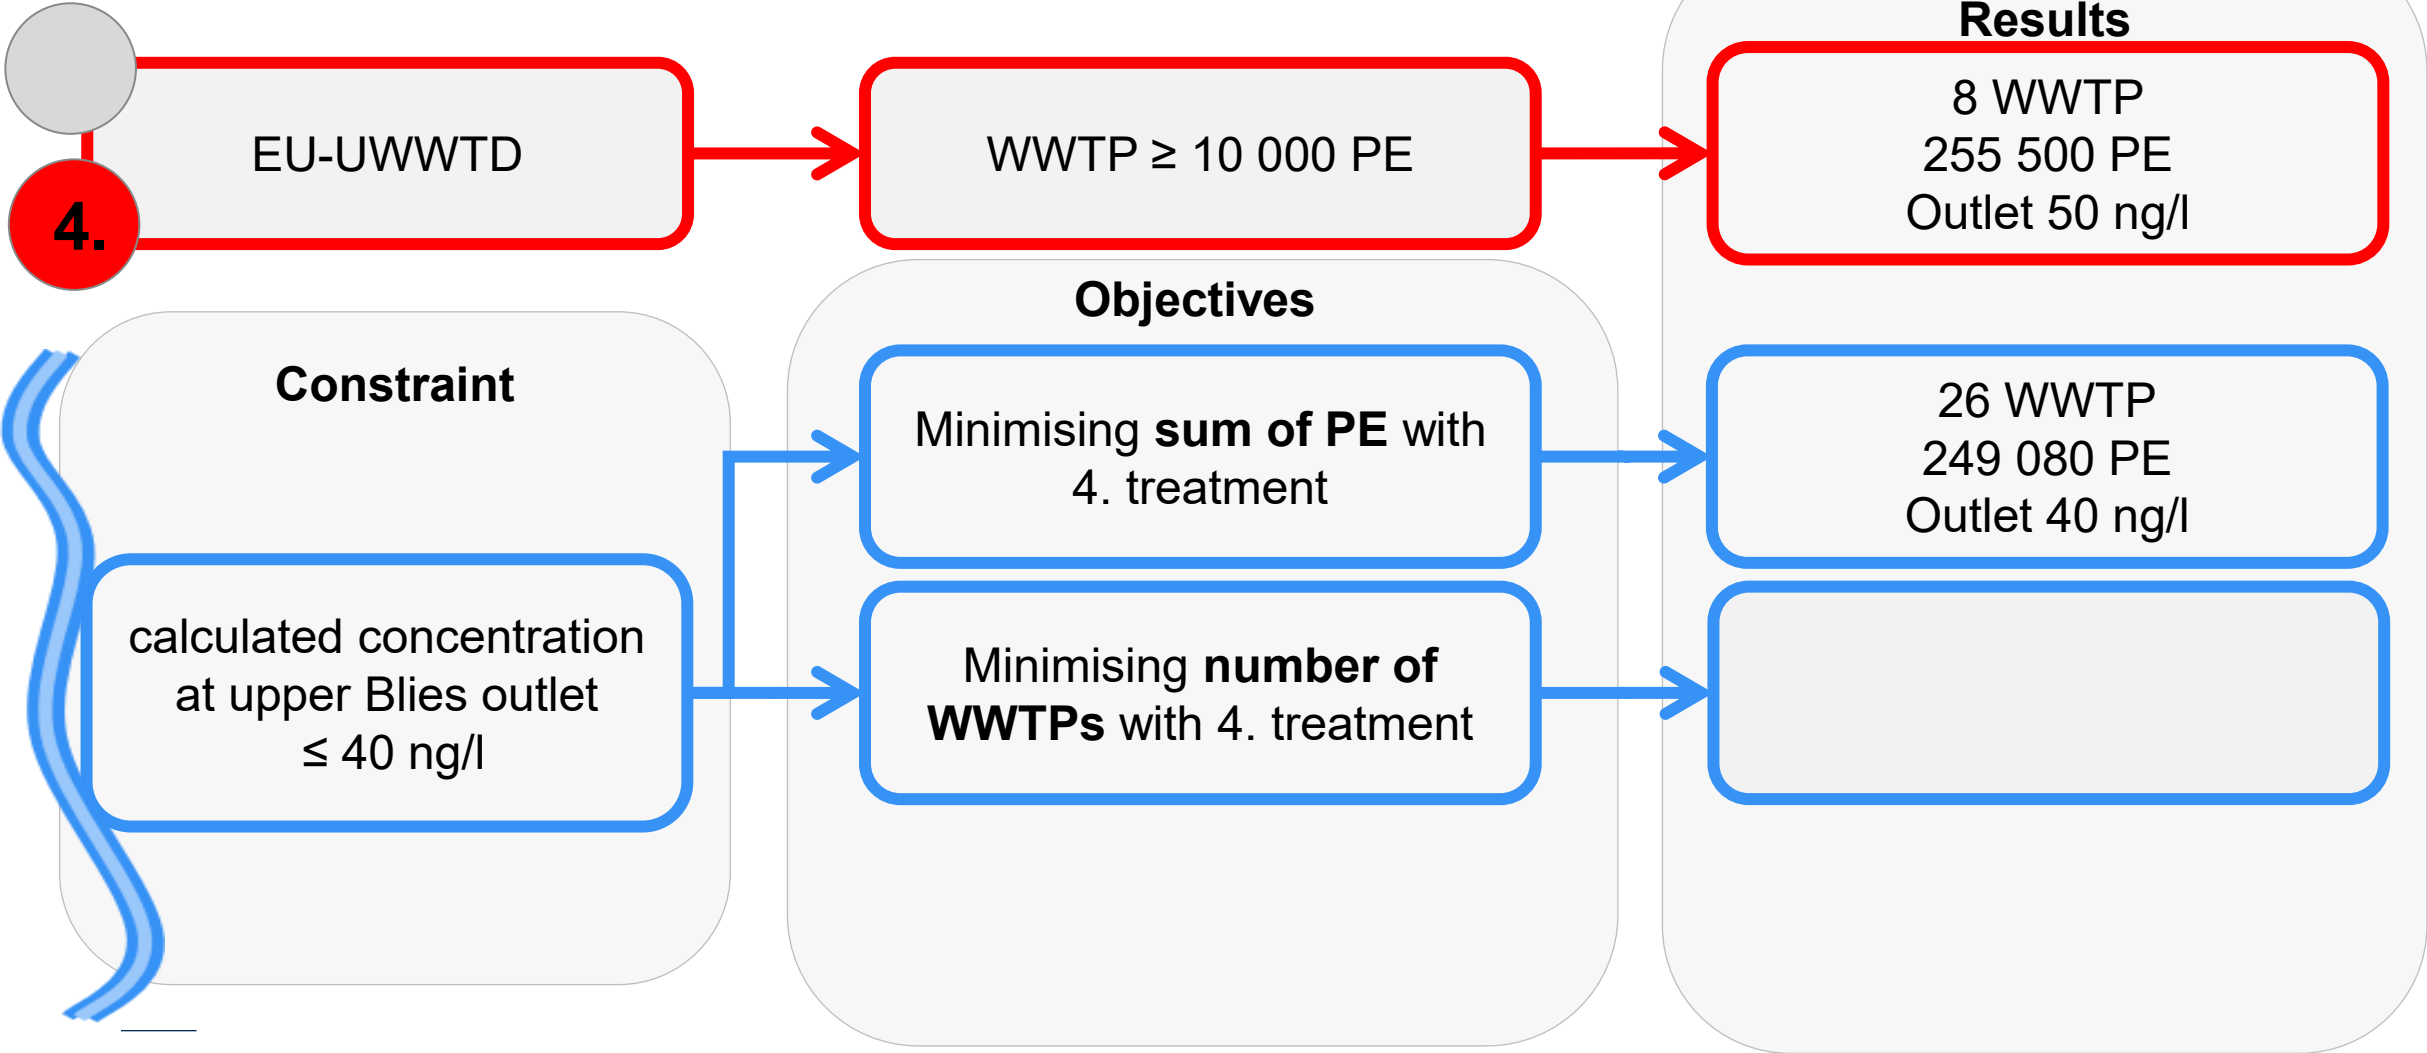 Results
4.
EU-UWWTD
WWTP ≥ 10 000 PE
8 WWTP
255 500 PE
Outlet 50 ng/l
Constraint
calculated concentration
at upper Blies outlet
≤ 40 ng/l
Objectives
Minimising sum of PE with
4. treatment
26 WWTP
249 080 PE
Outlet 40 ng/l
Minimising number of
WWTPs with 4. treatment